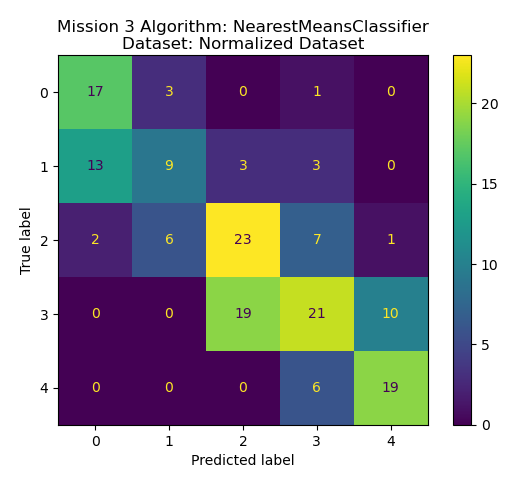 Mission 3 Algorithm: NearestMeansClassifier
Dataset: Normalized Dataset
0 17 3 0 1 0
1 13 9 3 3 0
2 2 6 23 7 1
3 0 0 19 21 10
4 0 0 0 6 19
0 1 2 3 4
Predicted label
True label
20
15
10
5
0